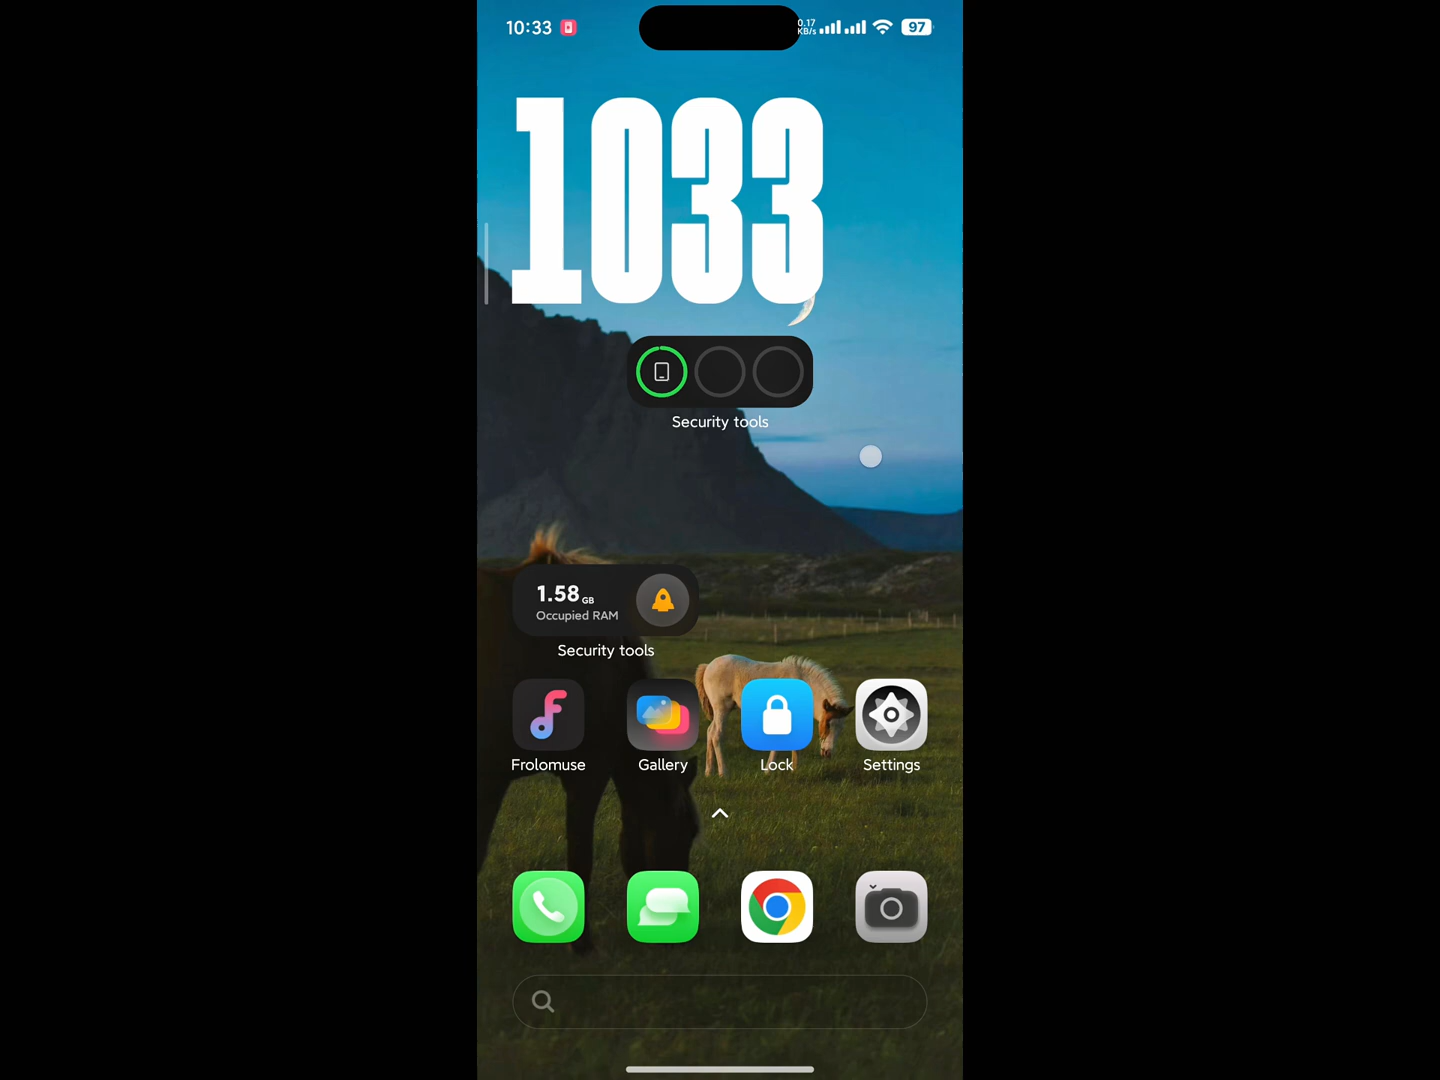 10:33
0.17
KB/s
97
1033
Security tools
1.58 GB
Occupied RAM
Security tools
Frolomuse
Gallery
Lock
Settings